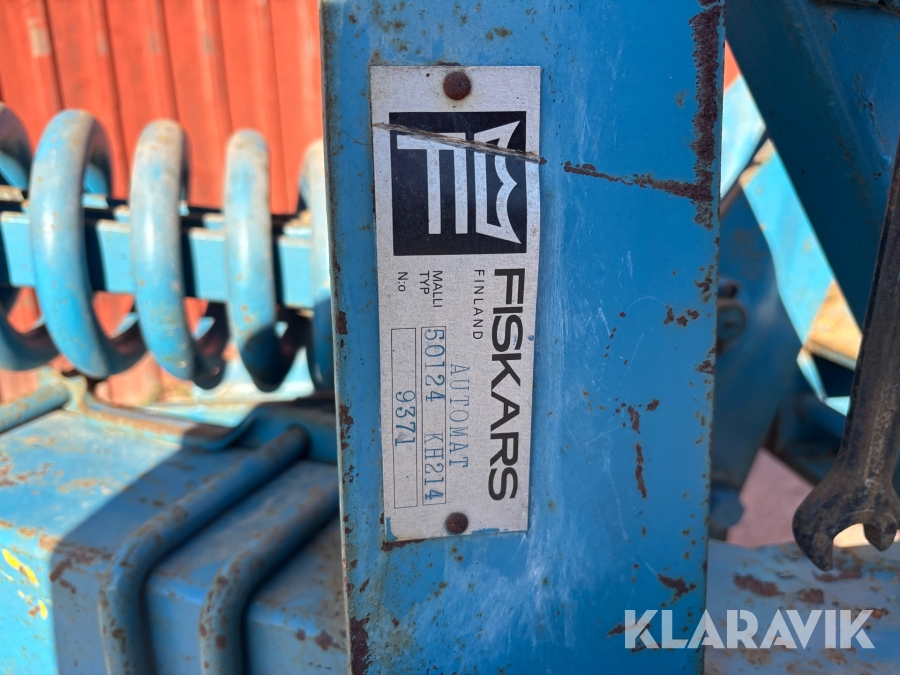 FISKARS
FINLAND
AUTOMAT
MALLI
TYP 50124 KH214
N:o 9371
KLARAVIK